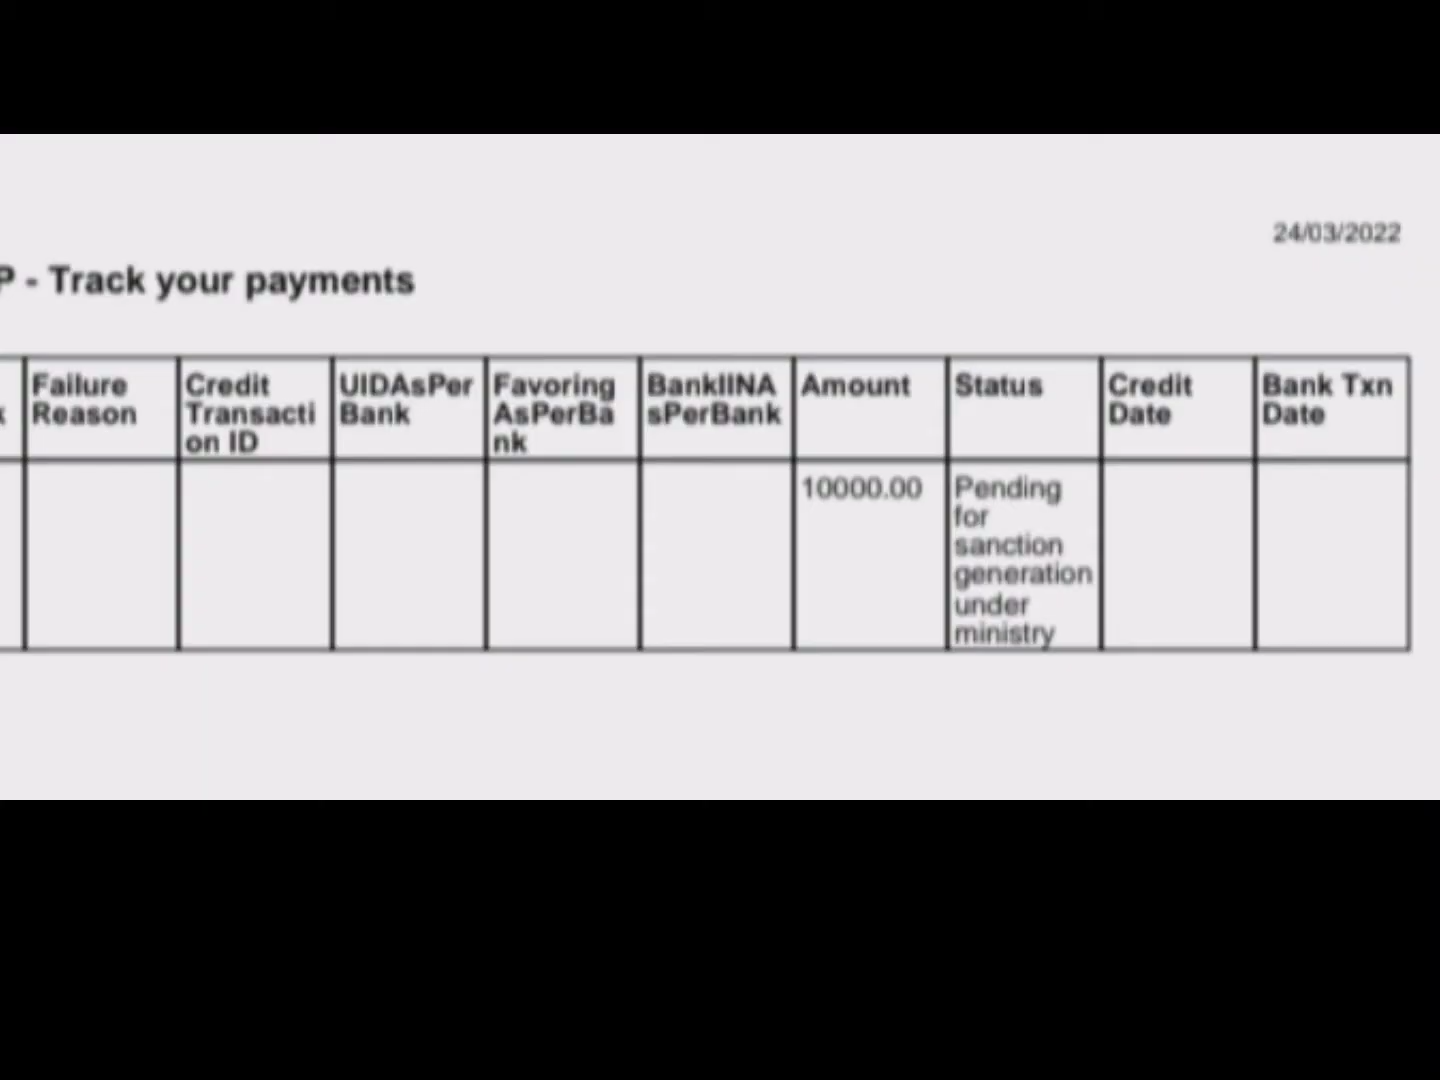 24/03/2022
P - Track your payments
Failure Reason
Credit Transacti
on ID
UIDAsPer
Bank
Favoring
AsPerBa
nk
BankIINA
sPerBank
Amount
Status
Credit
Date
Bank Txn
Date
10000.00
Pending
for
sanction
generation
under
ministry